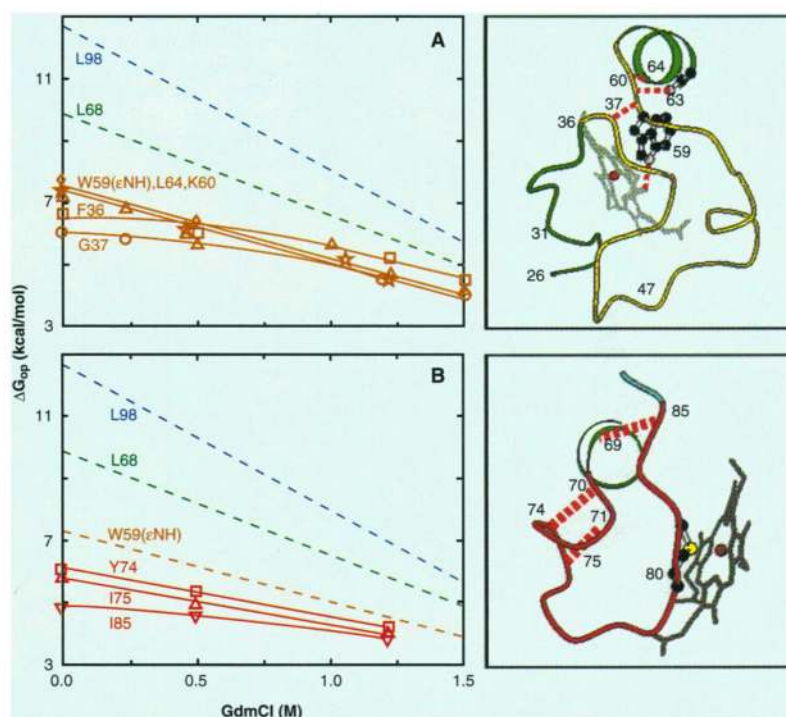 A
11
7
3
L98
L68
W59(εNH),L64,K60
F36
G37
64
60
63
37
36
59
31
26
47
ΔGop (kcal/mol)
B
11
7
3
L98
L68
W59(εNH)
Y74
I75
I85
0.0
0.5
1.0
1.5
GdmCl (M)
85
69
70
74
71
75
80